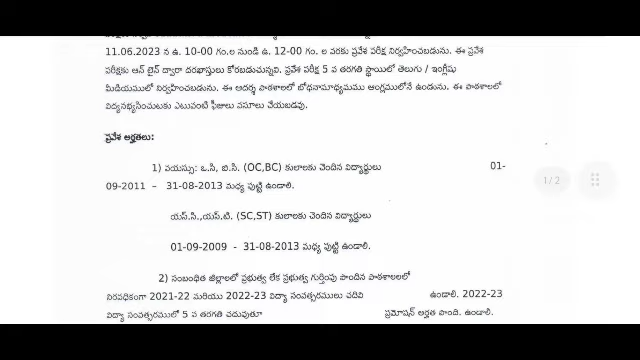 11.06.2023 న ఉ. 10-00 గం.ల నుండి ఉ. 12-00 గం. ల వరకు ప్రవేశ పరీక్ష నిర్వహించబడును. ఈ ప్రవేశ
పరీక్షకు ఆన్ లైన్ ద్వారా దరఖాస్తులు కోరబడుచున్నవి. ప్రవేశ పరీక్ష 5 వ తరగతి స్థాయిలో తెలుగు / ఇంగ్లీషు
మీడియములో నిర్వహించబడును. ఈ ఆదర్శ పాఠశాలలో బోధనామాధ్యమము ఆంగ్లములోనే ఉండును. ఈ పాఠశాలలో
విద్యనభ్యసించుటకు ఎటువంటి ఫీజులు వసూలు చేయబడవు.
ప్రవేశ అర్హతలు:
1) వయస్సు: ఒ.సి, బి.సి. (OC,BC) కులాలకు చెందిన విద్యార్థులు 01-
09-2011 – 31-08-2013 మధ్య పుట్టి ఉండాలి.
1/2
యస్.సి.,యస్.టి. (SC,ST) కులాలకు చెందిన విద్యార్థులు
01-09-2009 - 31-08-2013 మధ్య పుట్టి ఉండాలి.
2) సంబంధిత జిల్లాలలో ప్రభుత్వ లేక ప్రభుత్వ గుర్తింపు పొందిన పాఠశాలలలో
నిరవధికంగా 2021-22 మరియు 2022-23 విద్యా సంవత్సరములు చదివి ఉండాలి. 2022-23
విద్యా సంవత్సరములో 5 వ తరగతి చదువుతూ ప్రమోషన్ అర్హత పొంది. ఉండాలి.